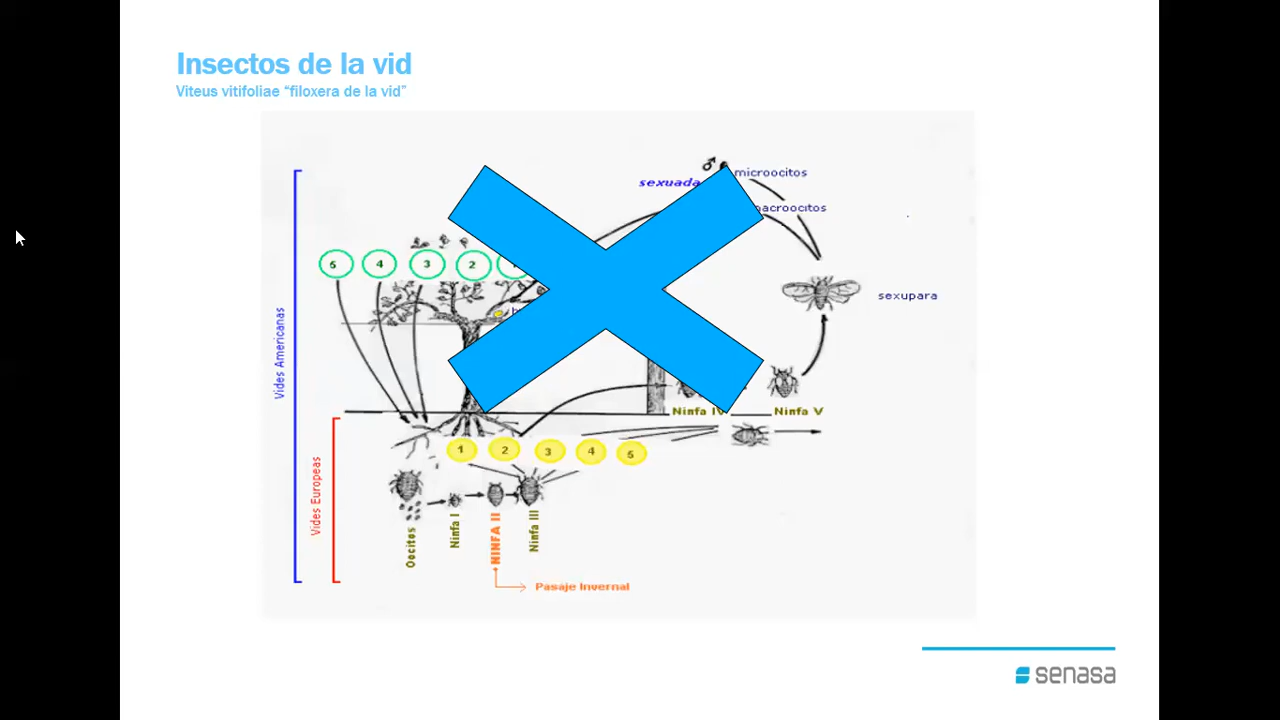 Insectos de la vid
Viteus vitifoliae “filoxera de la vid”
♂
microocitos
sexuada
sexupara
5 4 3 2
Vides Americanas
Ninfa IV
Ninfa V
1 2 3 4 5
Vides Europeas
Oocitos
Ninfa I
NINFA II
Ninfa III
Pasaje Invernal
senasa